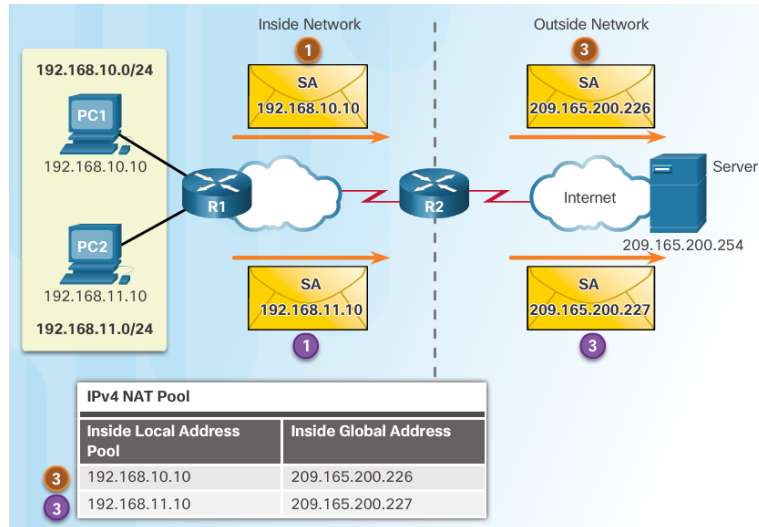 Inside Network
Outside Network
1
3
192.168.10.0/24
SA
192.168.10.10
SA
209.165.200.226
PC1
192.168.10.10
Server
R1
R2
Internet
PC2
209.165.200.254
192.168.11.10
SA
192.168.11.10
SA
209.165.200.227
192.168.11.0/24
1
3
IPv4 NAT Pool
Inside Local Address Pool
Inside Global Address
3
192.168.10.10
209.165.200.226
3
192.168.11.10
209.165.200.227